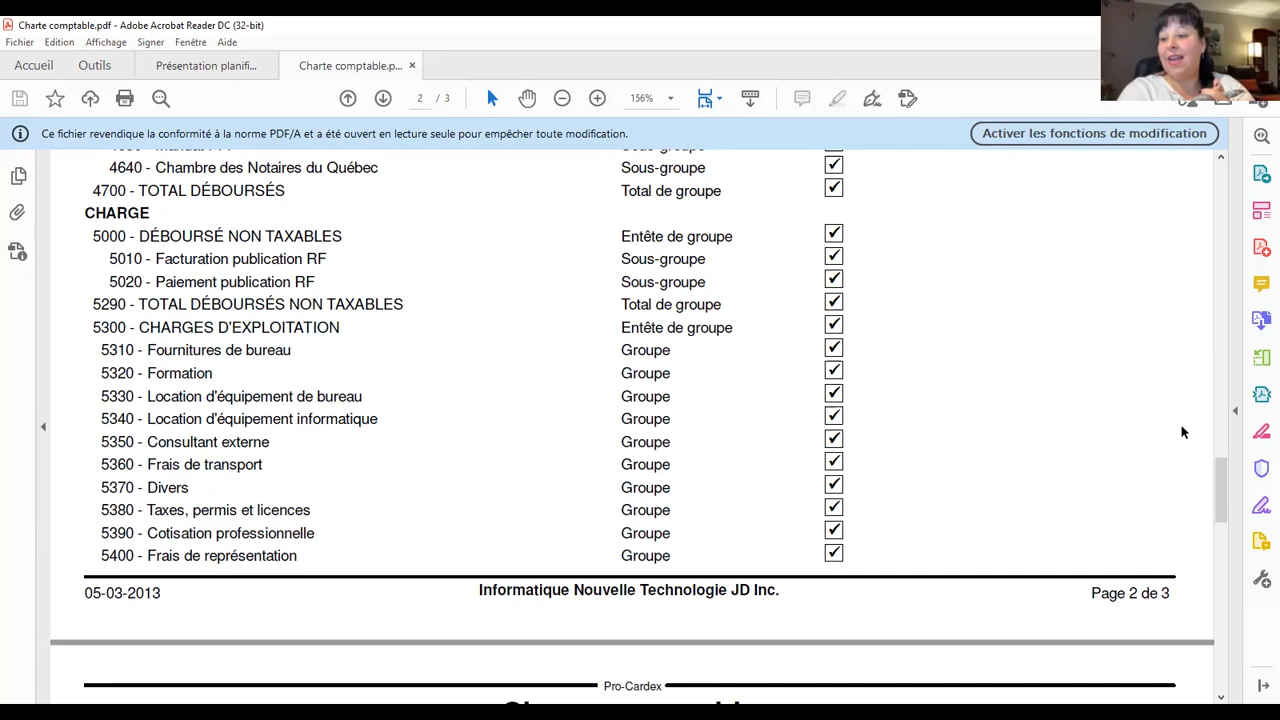 Charte comptable.pdf - Adobe Acrobat Reader DC (32-bit)
Fichier Edition Affichage Signer Fenêtre Aide
Accueil Outils Présentation planifi... Charte comptable.p... ×
2 / 3 156%
Ce fichier revendique la conformité à la norme PDF/A et a été ouvert en lecture seule pour empêcher toute modification. Activer les fonctions de modification
4640 - Chambre des Notaires du Québec Sous-groupe
4700 - TOTAL DÉBOURSÉS Total de groupe
CHARGE
5000 - DÉBOURSÉ NON TAXABLES Entête de groupe
5010 - Facturation publication RF Sous-groupe
5020 - Paiement publication RF Sous-groupe
5290 - TOTAL DÉBOURSÉS NON TAXABLES Total de groupe
5300 - CHARGES D'EXPLOITATION Entête de groupe
5310 - Fournitures de bureau Groupe
5320 - Formation Groupe
5330 - Location d'équipement de bureau Groupe
5340 - Location d'équipement informatique Groupe
5350 - Consultant externe Groupe
5360 - Frais de transport Groupe
5370 - Divers Groupe
5380 - Taxes, permis et licences Groupe
5390 - Cotisation professionnelle Groupe
5400 - Frais de représentation Groupe
05-03-2013 Informatique Nouvelle Technologie JD Inc. Page 2 de 3
Pro-Cardex